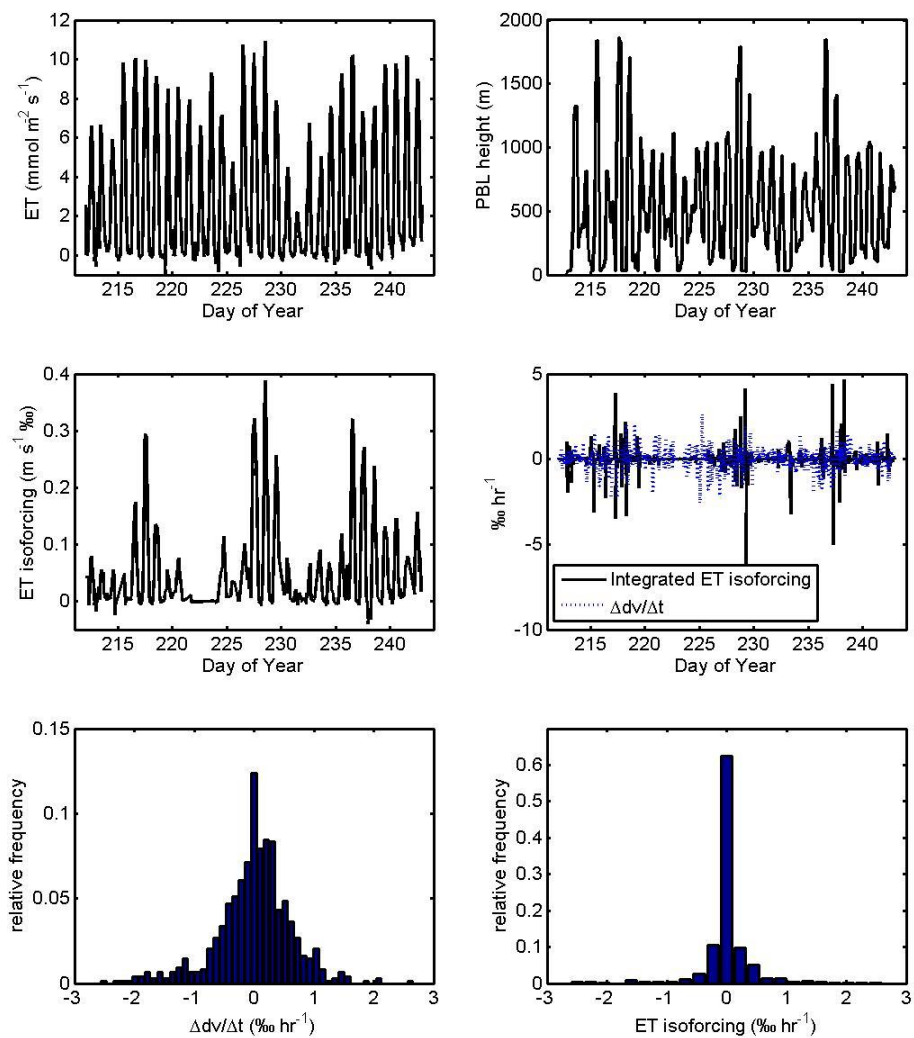 12
10
8
6
4
2
0
ET (mmol m⁻² s⁻¹)
215 220 225 230 235 240
Day of Year
2000
1500
1000
500
0
PBL height (m)
215 220 225 230 235 240
Day of Year
0.4
0.3
0.2
0.1
0
ET isoforcing (m s⁻¹ ‰)
215 220 225 230 235 240
Day of Year
5
0
-5
-10
‰ hr⁻¹
Integrated ET isoforcing
Δdv/Δt
215 220 225 230 235 240
Day of Year
0.15
0.1
0.05
0
relative frequency
-3 -2 -1 0 1 2 3
Δdv/Δt (‰ hr⁻¹)
0.6
0.5
0.4
0.3
0.2
0.1
0
relative frequency
-3 -2 -1 0 1 2 3
ET isoforcing (‰ hr⁻¹)